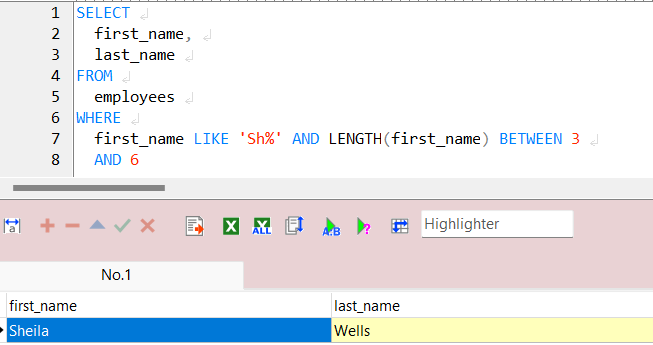 1 SELECT
2 first_name,
3 last_name
4 FROM
5 employees
6 WHERE
7 first_name LIKE 'Sh%' AND LENGTH(first_name) BETWEEN 3
8 AND 6
a X X ALL A.B ? Highlighter
No.1
first_name last_name
Sheila Wells